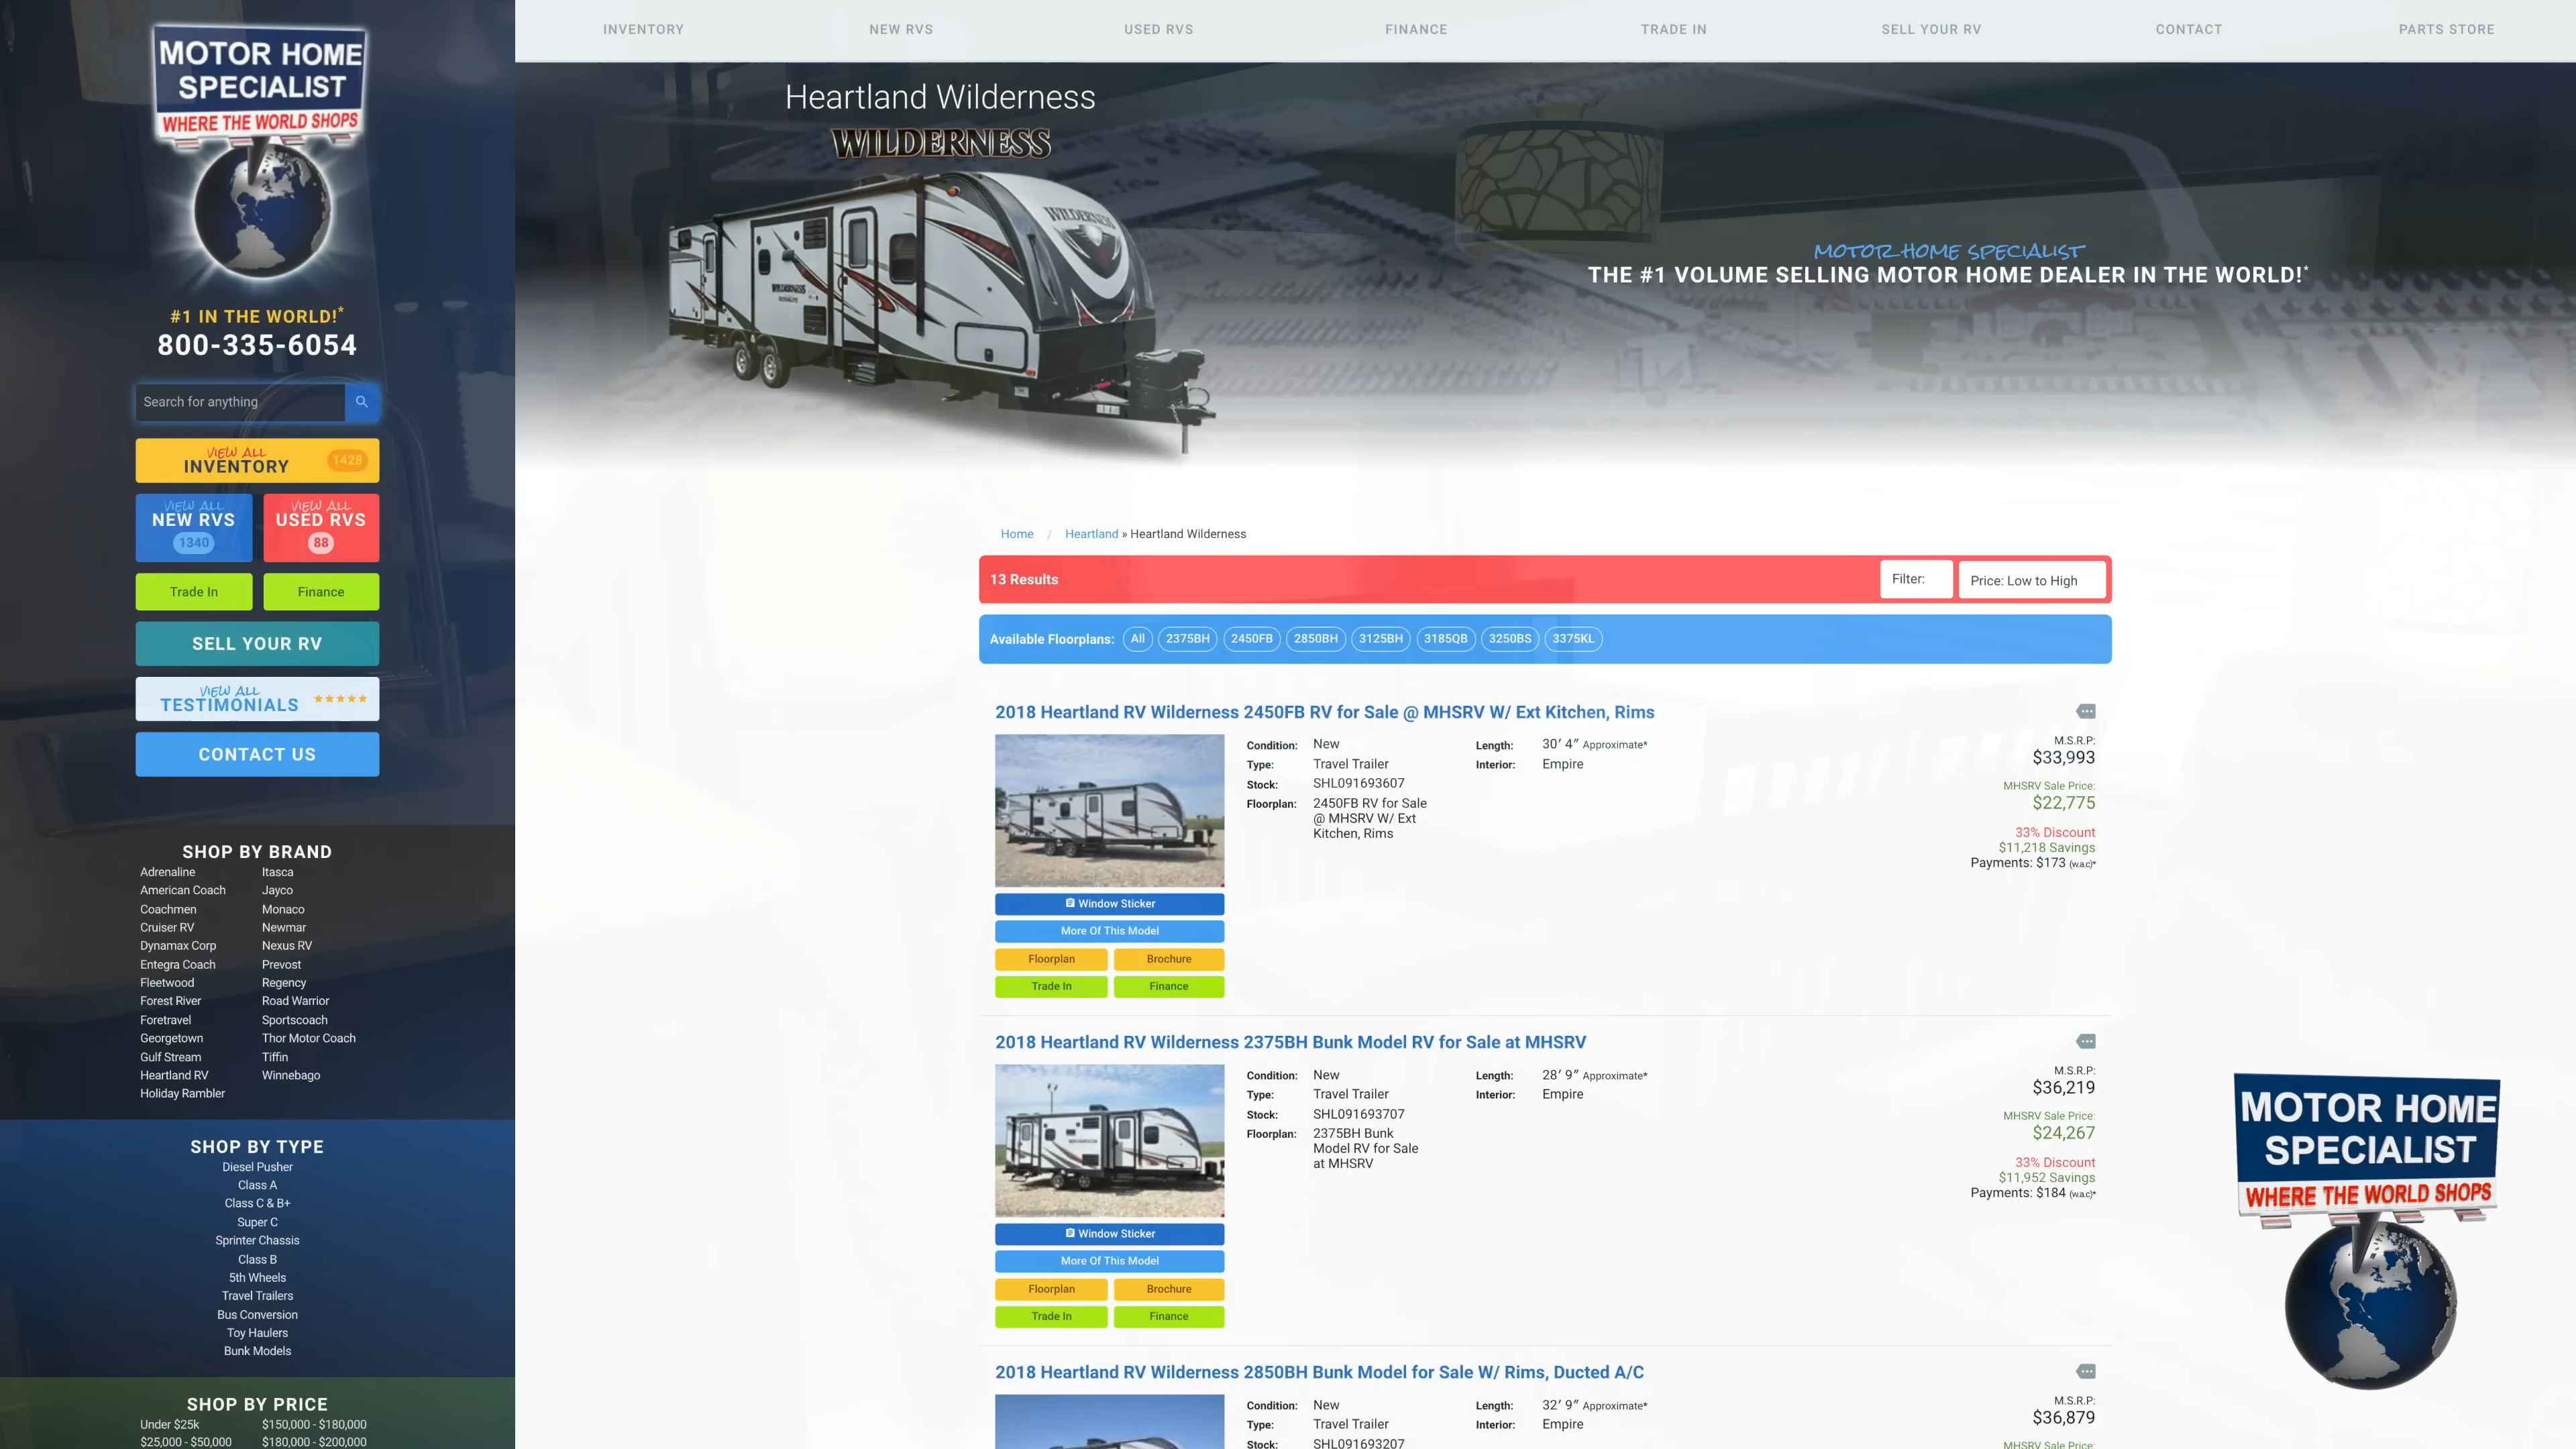 MOTOR HOME
SPECIALIST
WHERE THE WORLD SHOPS
#1 IN THE WORLD!*
800-335-6054
Search for anything
VIEW ALL
INVENTORY
1428
VIEW ALL
NEW RVS
1340
VIEW ALL
USED RVS
88
Trade In
Finance
SELL YOUR RV
VIEW ALL
TESTIMONIALS
CONTACT US
SHOP BY BRAND
Adrenaline
American Coach
Coachmen
Cruiser RV
Dynamax Corp
Entegra Coach
Fleetwood
Forest River
Foretravel
Georgetown
Gulf Stream
Heartland RV
Holiday Rambler
Itasca
Jayco
Monaco
Newmar
Nexus RV
Prevost
Regency
Road Warrior
Sportscoach
Thor Motor Coach
Tiffin
Winnebago
SHOP BY TYPE
Diesel Pusher
Class A
Class C & B+
Super C
Sprinter Chassis
Class B
5th Wheels
Travel Trailers
Bus Conversion
Toy Haulers
Bunk Models
SHOP BY PRICE
Under $25k
$25,000 - $50,000
$150,000 - $180,000
$180,000 - $200,000
INVENTORY
NEW RVS
USED RVS
FINANCE
TRADE IN
SELL YOUR RV
CONTACT
PARTS STORE
Heartland Wilderness
WILDERNESS
WILDERNESS
WILDERNESS
MOTOR HOME SPECIALIST
THE #1 VOLUME SELLING MOTOR HOME DEALER IN THE WORLD!*
Home / Heartland » Heartland Wilderness
13 Results
Filter:
Price: Low to High
Available Floorplans: All 2375BH 2450FB 2850BH 3125BH 3185QB 3250BS 3375KL
2018 Heartland RV Wilderness 2450FB RV for Sale @ MHSRV W/ Ext Kitchen, Rims
Condition: New
Type: Travel Trailer
Stock: SHL091693607
Floorplan: 2450FB RV for Sale
@ MHSRV W/ Ext
Kitchen, Rims
Length: 30′ 4″ Approximate*
Interior: Empire
M.S.R.P:
$33,993
MHSRV Sale Price:
$22,775
33% Discount
$11,218 Savings
Payments: $173 (w.a.c)*
Window Sticker
More Of This Model
Floorplan
Brochure
Trade In
Finance
2018 Heartland RV Wilderness 2375BH Bunk Model RV for Sale at MHSRV
Condition: New
Type: Travel Trailer
Stock: SHL091693707
Floorplan: 2375BH Bunk
Model RV for Sale
at MHSRV
Length: 28′ 9″ Approximate*
Interior: Empire
M.S.R.P:
$36,219
MHSRV Sale Price:
$24,267
33% Discount
$11,952 Savings
Payments: $184 (w.a.c)*
Window Sticker
More Of This Model
Floorplan
Brochure
Trade In
Finance
2018 Heartland RV Wilderness 2850BH Bunk Model for Sale W/ Rims, Ducted A/C
Condition: New
Type: Travel Trailer
Stock: SHL091693207
Length: 32′ 9″ Approximate*
Interior: Empire
M.S.R.P:
$36,879
MHSRV Sale Price:
MOTOR HOME
SPECIALIST
WHERE THE WORLD SHOPS